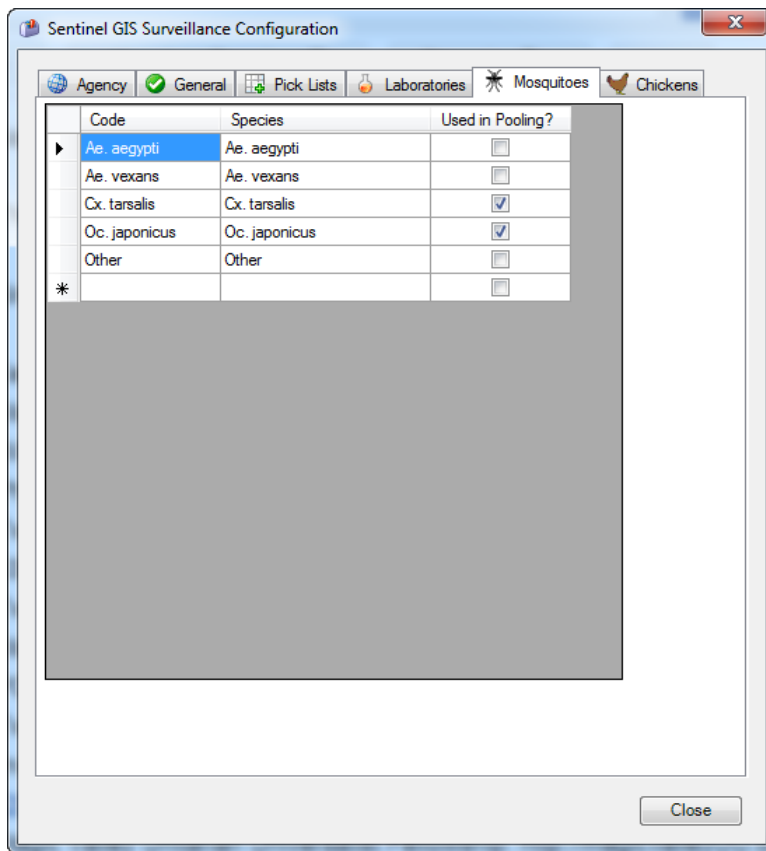 Sentinel GIS Surveillance Configuration
Agency General Pick Lists Laboratories Mosquitoes Chickens
Code Species Used in Pooling?
Ae. aegypti Ae. aegypti
Ae. vexans Ae. vexans
Cx. tarsalis Cx. tarsalis
Oc. japonicus Oc. japonicus
Other Other
Close